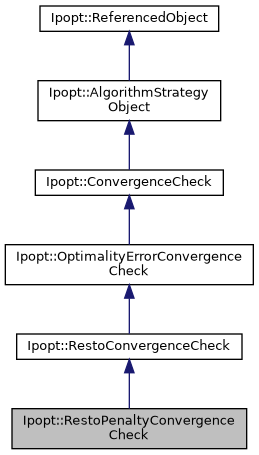 Ipopt::ReferencedObject
Ipopt::AlgorithmStrategy
Object
Ipopt::ConvergenceCheck
Ipopt::OptimalityErrorConvergence
Check
Ipopt::RestoConvergenceCheck
Ipopt::RestoPenaltyConvergence
Check